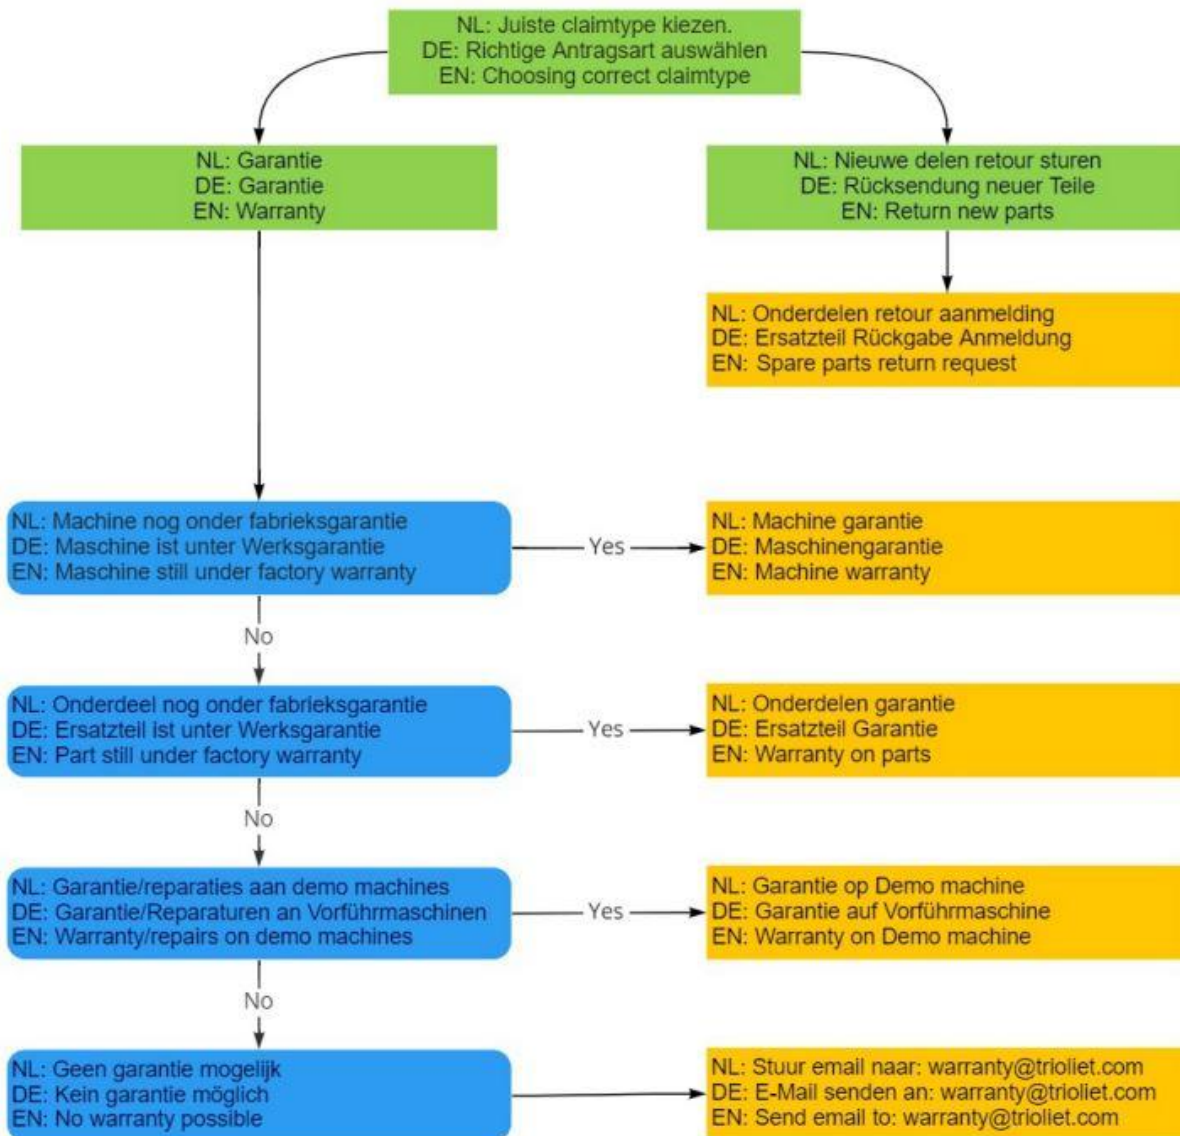 NL: Juiste claimtype kiezen.
DE: Richtige Antragsart auswählen
EN: Choosing correct claimtype
NL: Garantie
DE: Garantie
EN: Warranty
NL: Nieuwe delen retour sturen
DE: Rücksendung neuer Teile
EN: Return new parts
NL: Onderdelen retour aanmelding
DE: Ersatzteil Rückgabe Anmeldung
EN: Spare parts return request
NL: Machine nog onder fabrieksgarantie
DE: Maschine ist unter Werksgarantie
EN: Maschine still under factory warranty
Yes
NL: Machine garantie
DE: Maschinengarantie
EN: Machine warranty
No
NL: Onderdeel nog onder fabrieksgarantie
DE: Ersatzteil ist unter Werksgarantie
EN: Part still under factory warranty
Yes
NL: Onderdelen garantie
DE: Ersatzteil Garantie
EN: Warranty on parts
No
NL: Garantie/reparaties aan demo machines
DE: Garantie/Reparaturen an Vorführmaschinen
EN: Warranty/repairs on demo machines
Yes
NL: Garantie op Demo machine
DE: Garantie auf Vorführmaschine
EN: Warranty on Demo machine
No
NL: Geen garantie mogelijk
DE: Kein garantie möglich
EN: No warranty possible
NL: Stuur email naar: warranty@trioliet.com
DE: E-Mail senden an: warranty@trioliet.com
EN: Send email to: warranty@trioliet.com